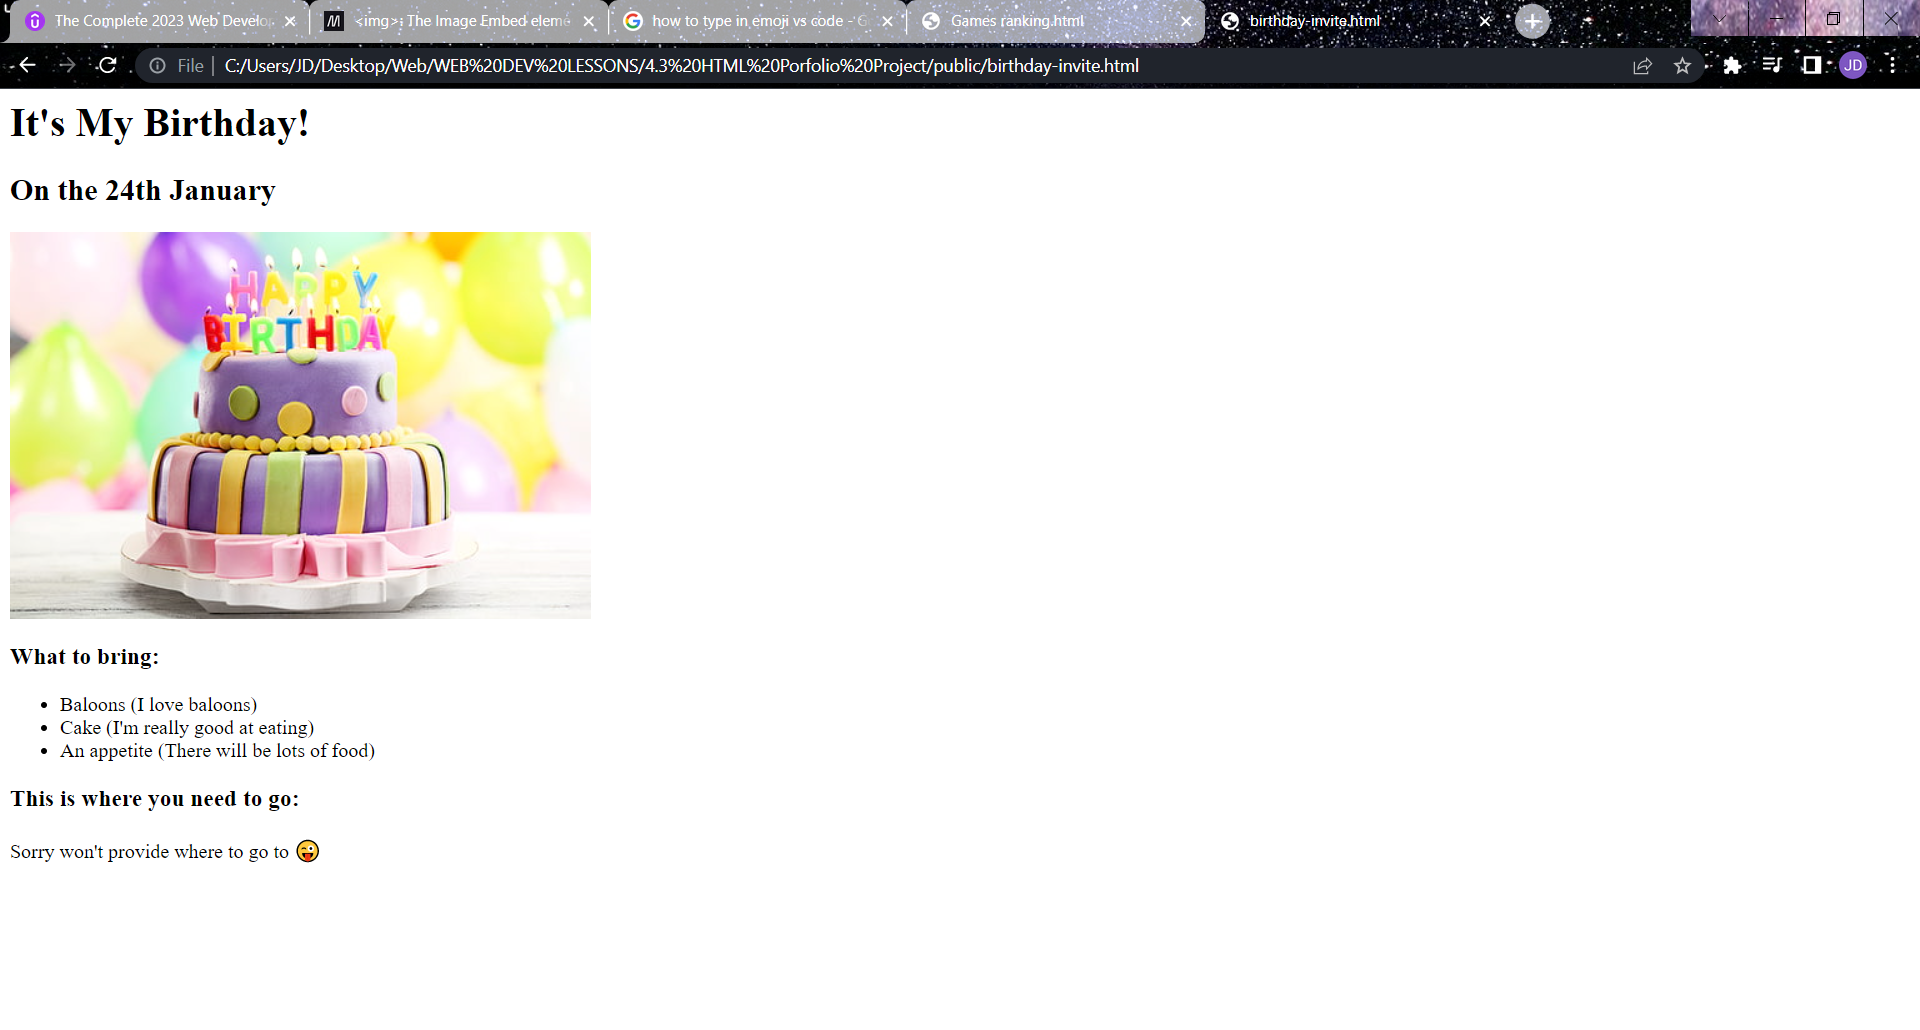 The Complete 2023 Web Develo
<img>: The Image Embed eleme
how to type in emoji vs code - G
Games ranking.html
birthday-invite.html
File
C:/Users/JD/Desktop/Web/WEB%20DEV%20LESSONS/4.3%20HTML%20Porfolio%20Project/public/birthday-invite.html
JD
It's My Birthday!
On the 24th January
HAPPY
BIRTHDAY
What to bring:
• Baloons (I love baloons)
• Cake (I'm really good at eating)
• An appetite (There will be lots of food)
This is where you need to go:
Sorry won't provide where to go to 😜